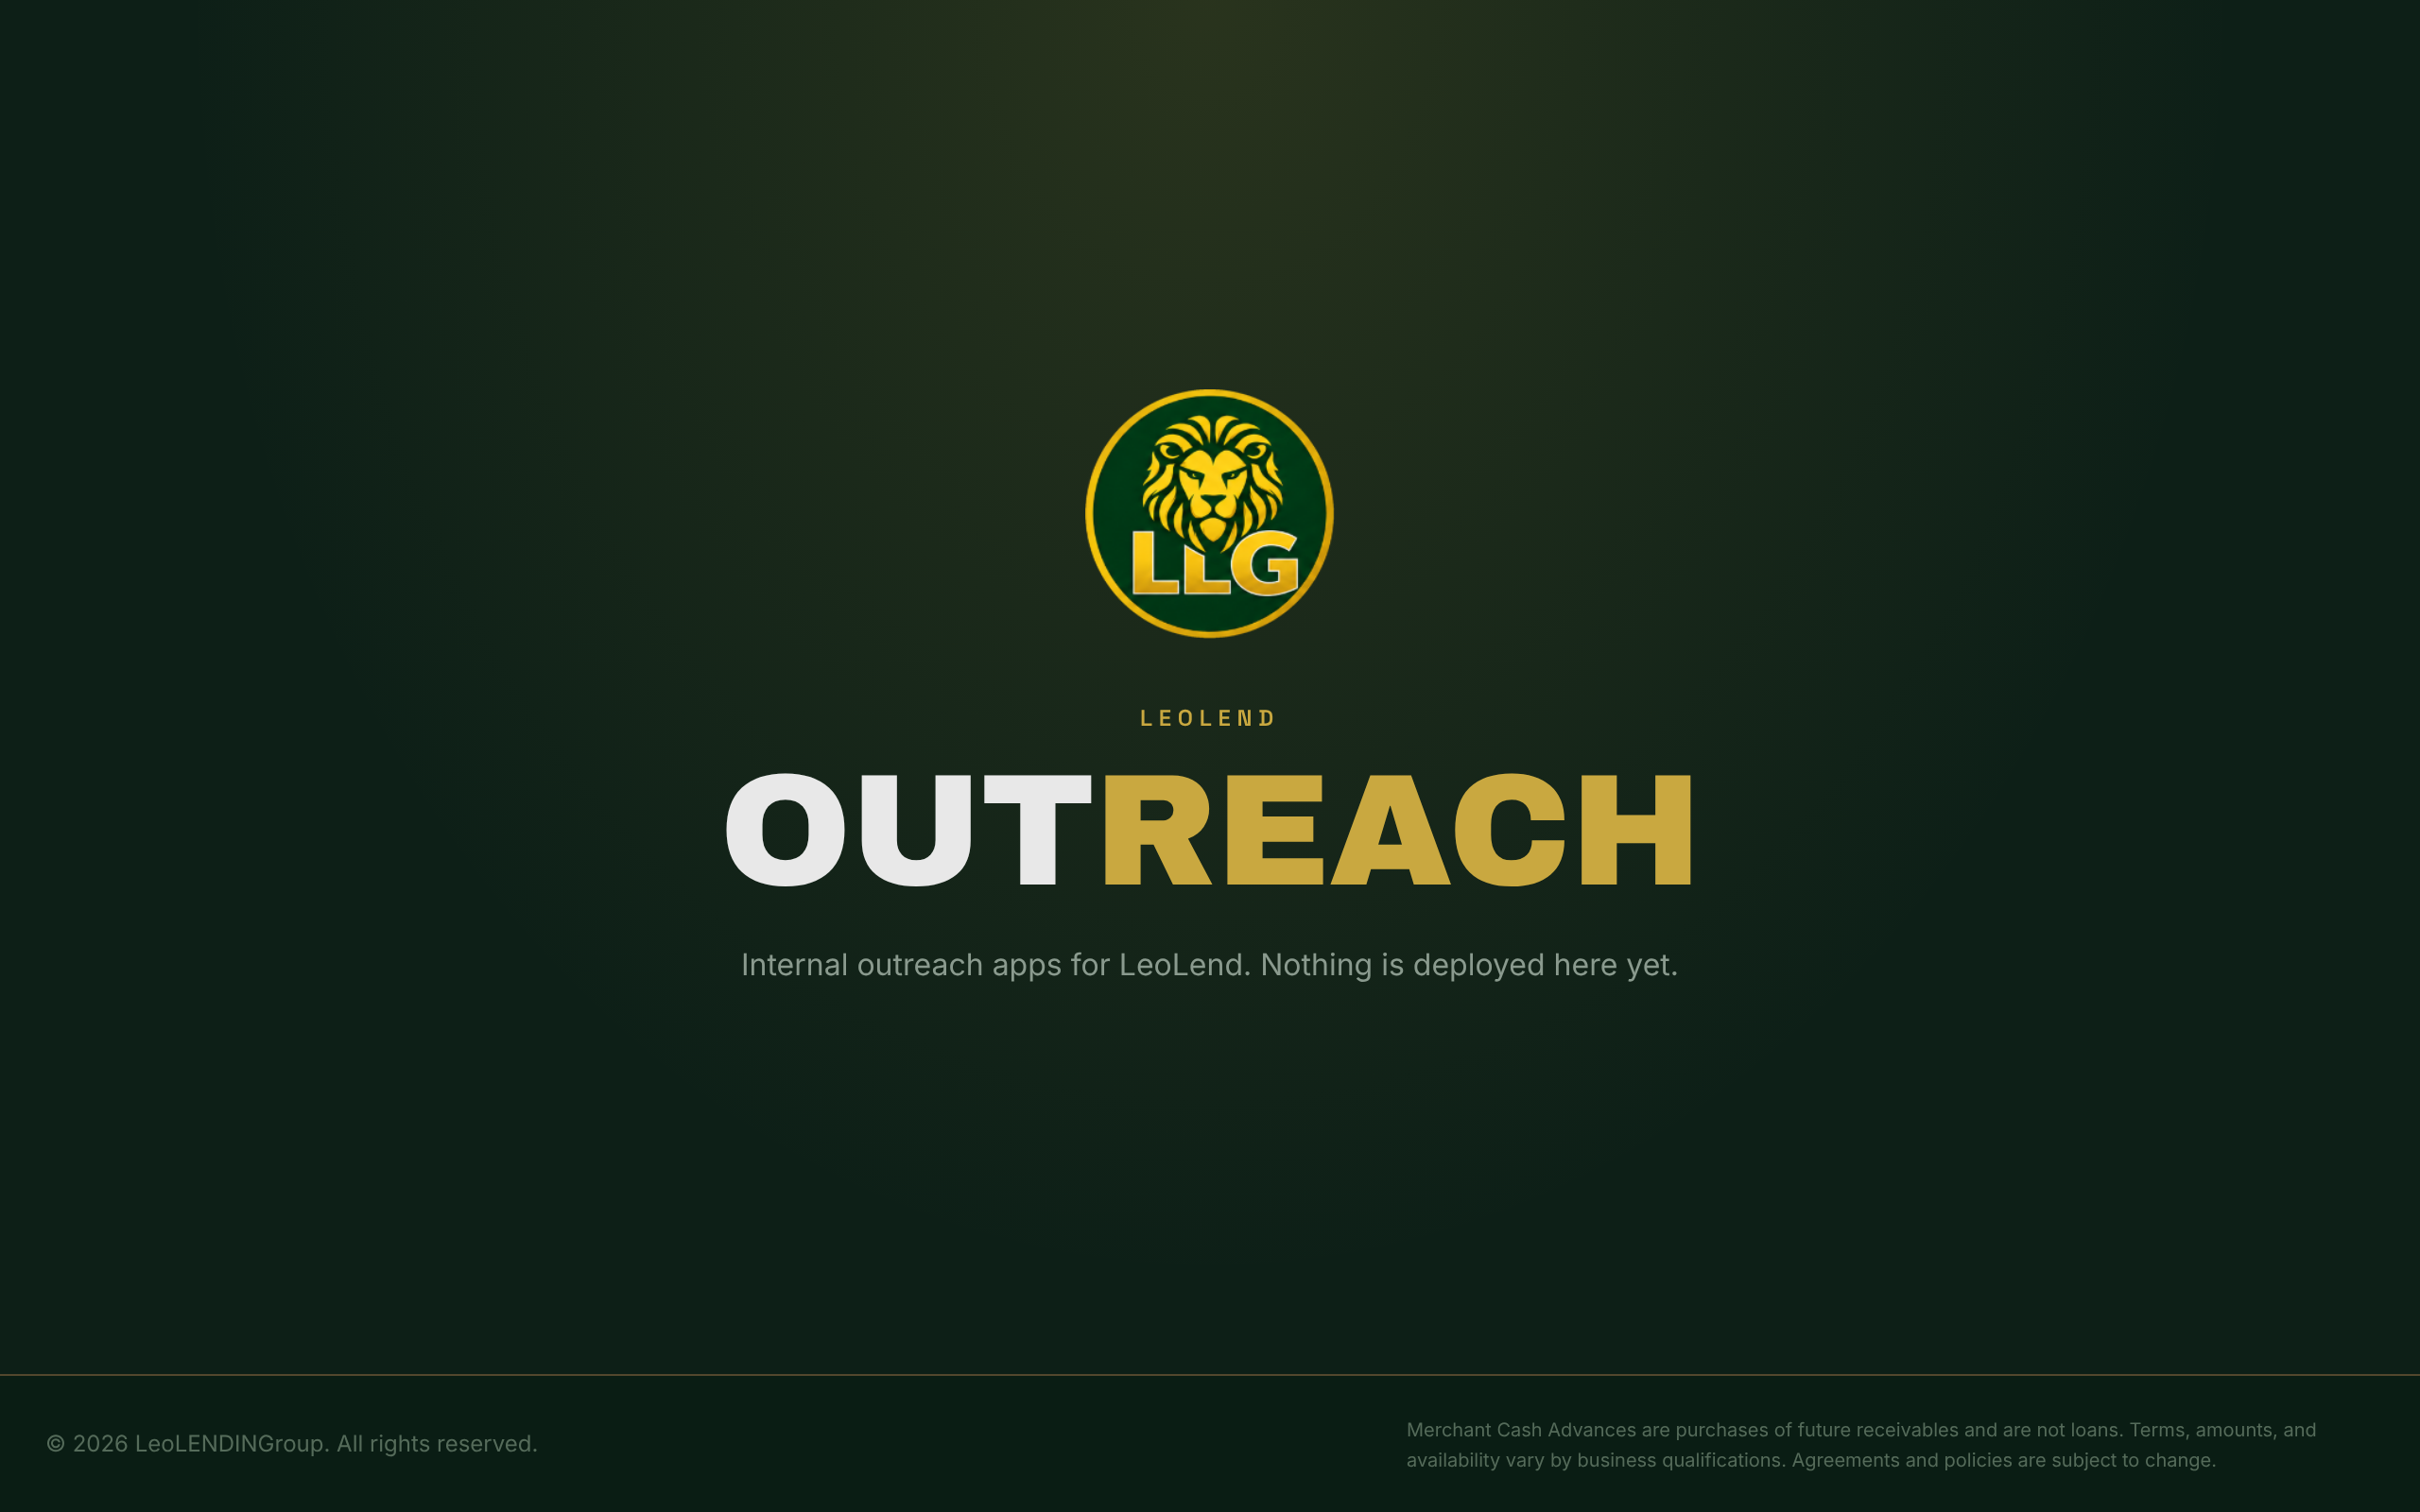 LLG
LEOLEND
OUTREACH
Internal outreach apps for LeoLend. Nothing is deployed here yet.
© 2026 LeoLENDINGroup. All rights reserved.
Merchant Cash Advances are purchases of future receivables and are not loans. Terms, amounts, and
availability vary by business qualifications. Agreements and policies are subject to change.